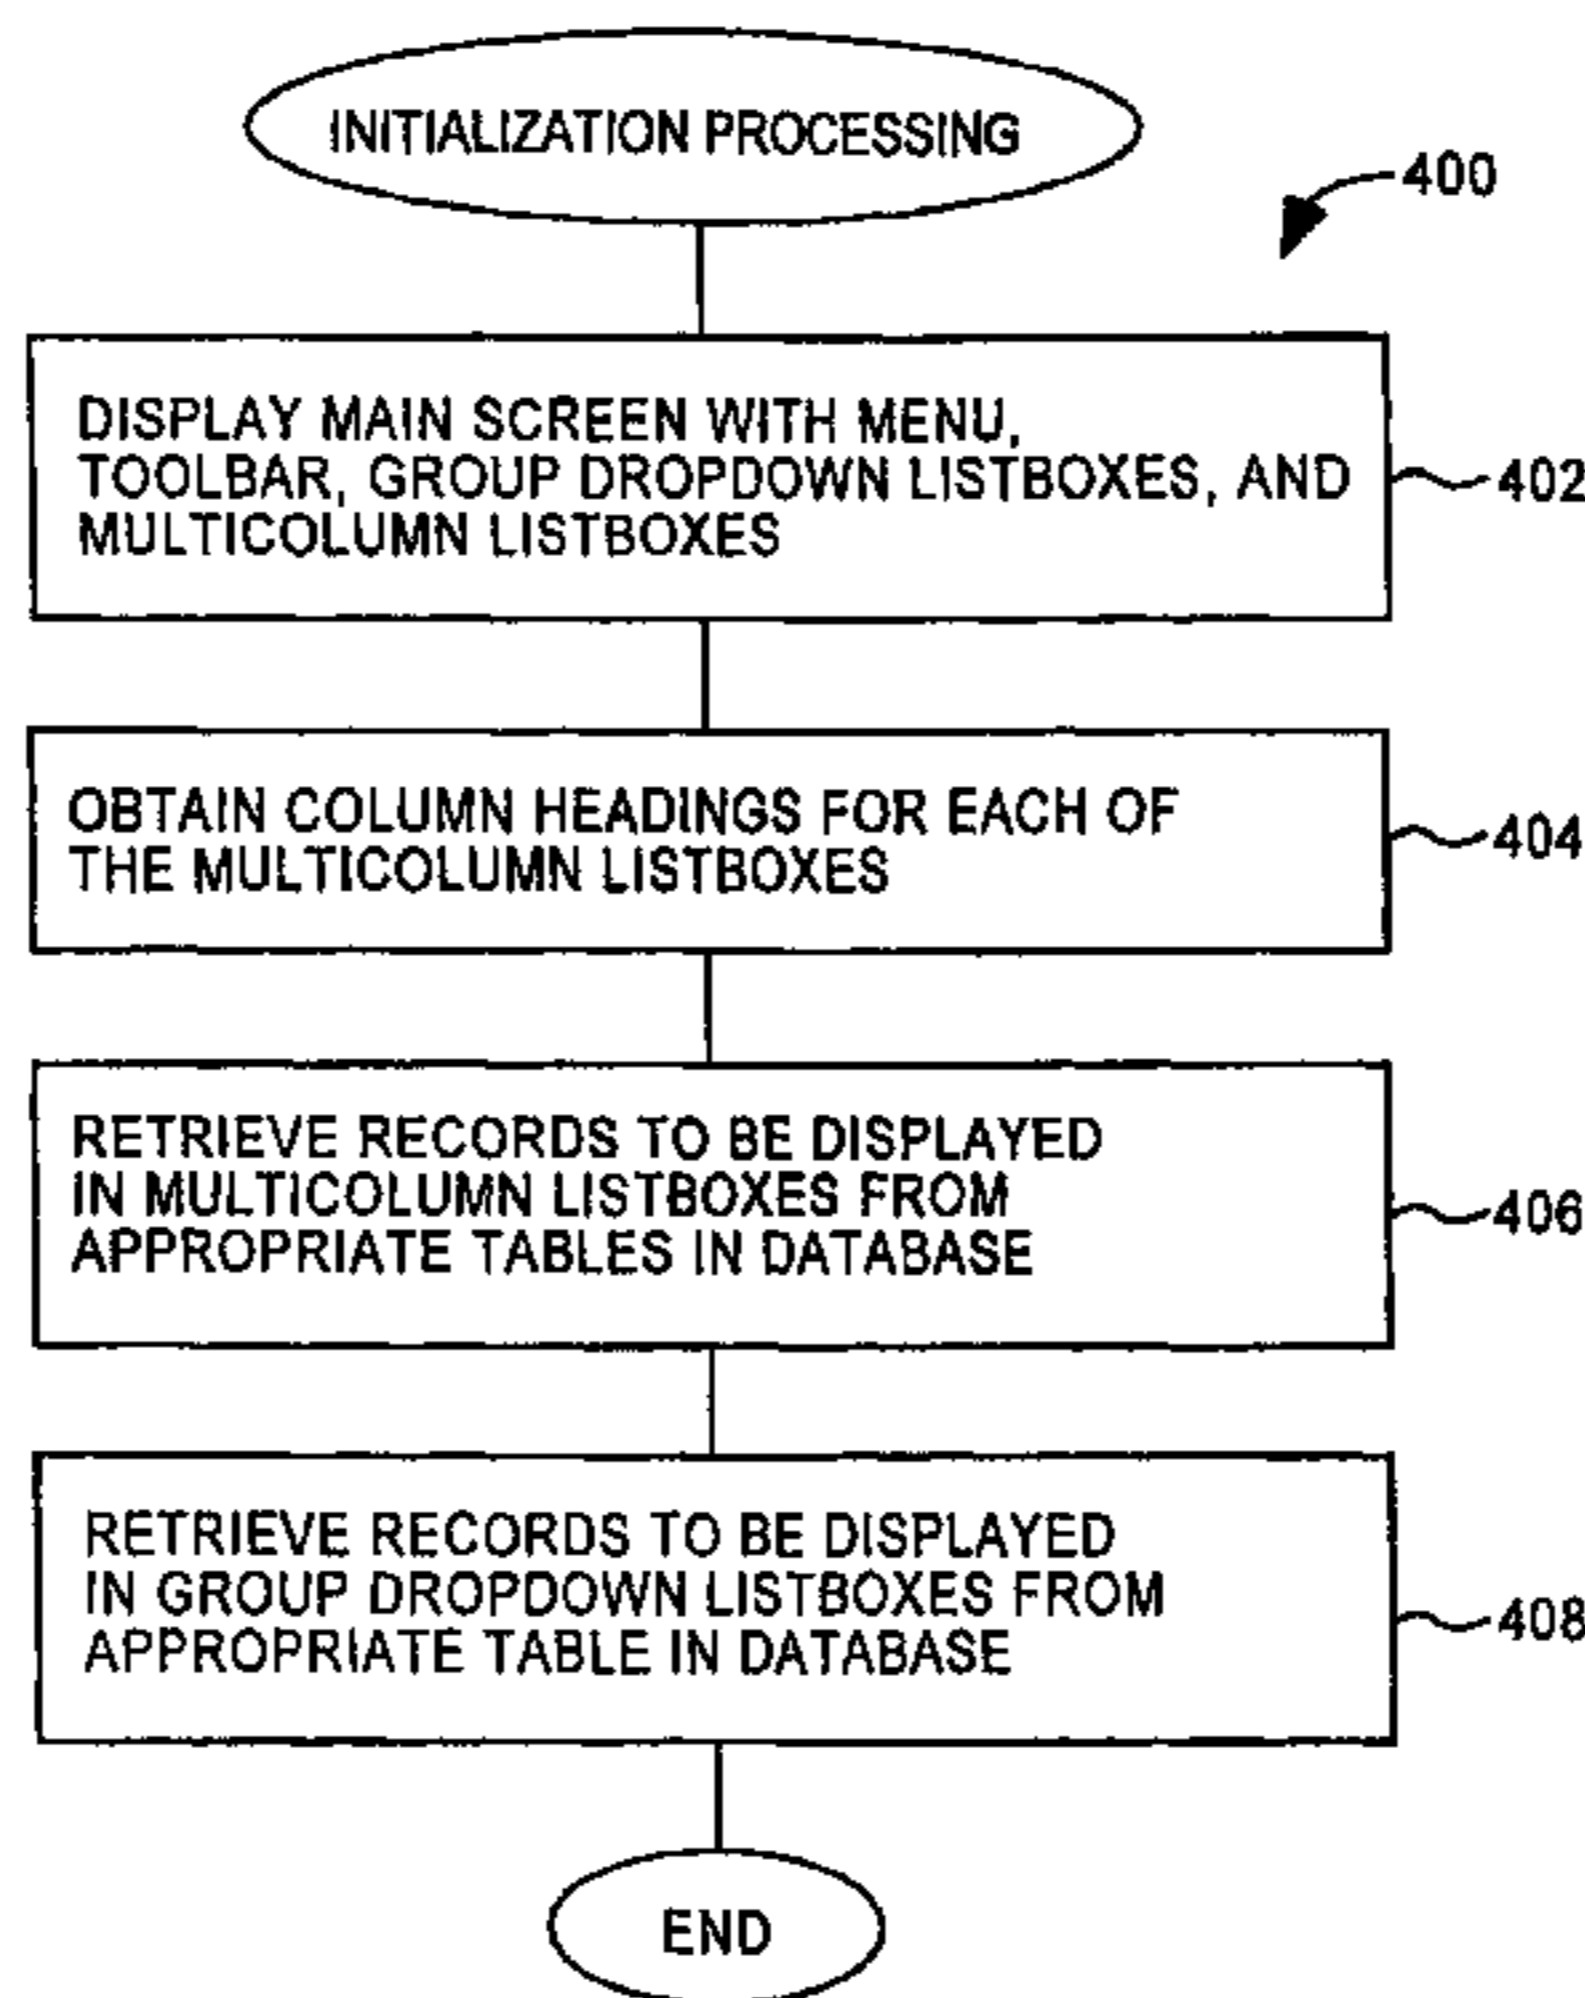 INITIALIZATION PROCESSING
400
DISPLAY MAIN SCREEN WITH MENU,
TOOLBAR, GROUP DROPDOWN LISTBOXES, AND
MULTICOLUMN LISTBOXES
402
OBTAIN COLUMN HEADINGS FOR EACH OF
THE MULTICOLUMN LISTBOXES
404
RETRIEVE RECORDS TO BE DISPLAYED
IN MULTICOLUMN LISTBOXES FROM
APPROPRIATE TABLES IN DATABASE
406
RETRIEVE RECORDS TO BE DISPLAYED
IN GROUP DROPDOWN LISTBOXES FROM
APPROPRIATE TABLE IN DATABASE
408
END